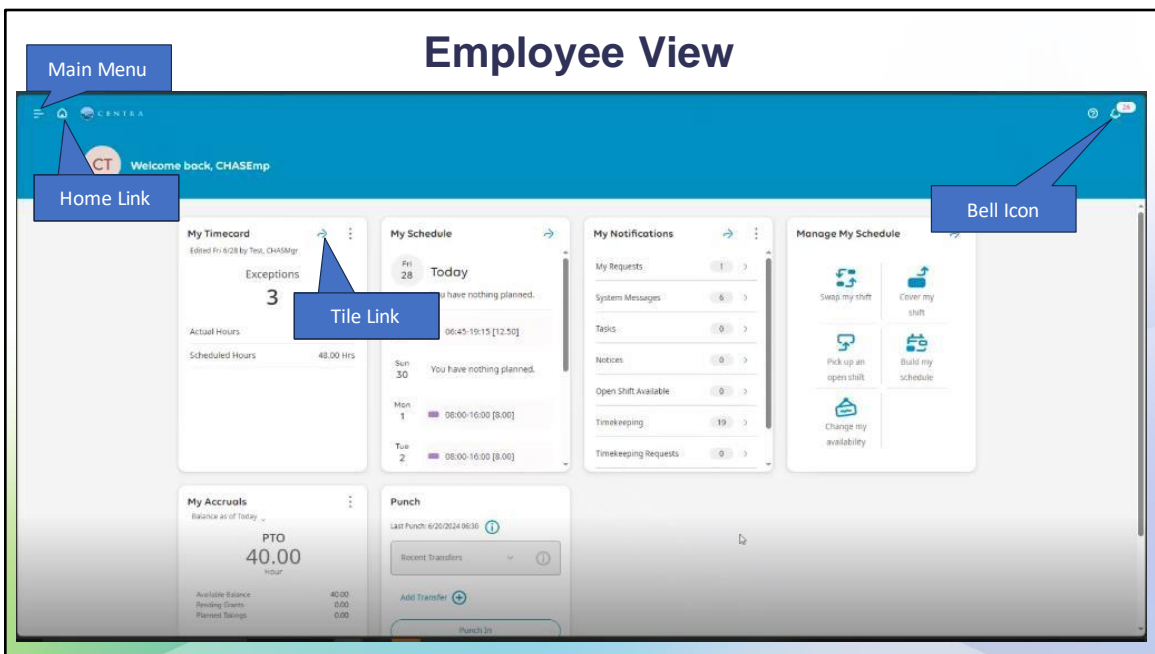 Employee View
Main Menu
CENTRA
26
CT
Welcome back, CHASEmp
Home Link
Bell Icon
My Timecard
Edited Fri 6/28 by Test, CHASMgr
Exceptions
3
Tile Link
Actual Hours
Scheduled Hours 48.00 Hrs
My Schedule
Fri
28
Today
have nothing planned.
06:45-19:15 [12.50]
Sun
30
You have nothing planned.
Mon
1
08:00-16:00 [8.00]
Tue
2
08:00-16:00 [8.00]
My Notifications
My Requests 1
System Messages 6
Tasks 0
Notices 0
Open Shift Available 0
Timekeeping 19
Timekeeping Requests 0
Manage My Schedule
Swap my shift
Cover my
shift
Pick up an
open shift
Build my
schedule
Change my
availability
My Accruals
Balance as of Today
PTO
40.00
Hour
Available Balance 40.00
Pending Grants 0.00
Planned Takings 0.00
Punch
Last Punch: 6/20/2024 06:30
Recent Transfers
Add Transfer
Punch In